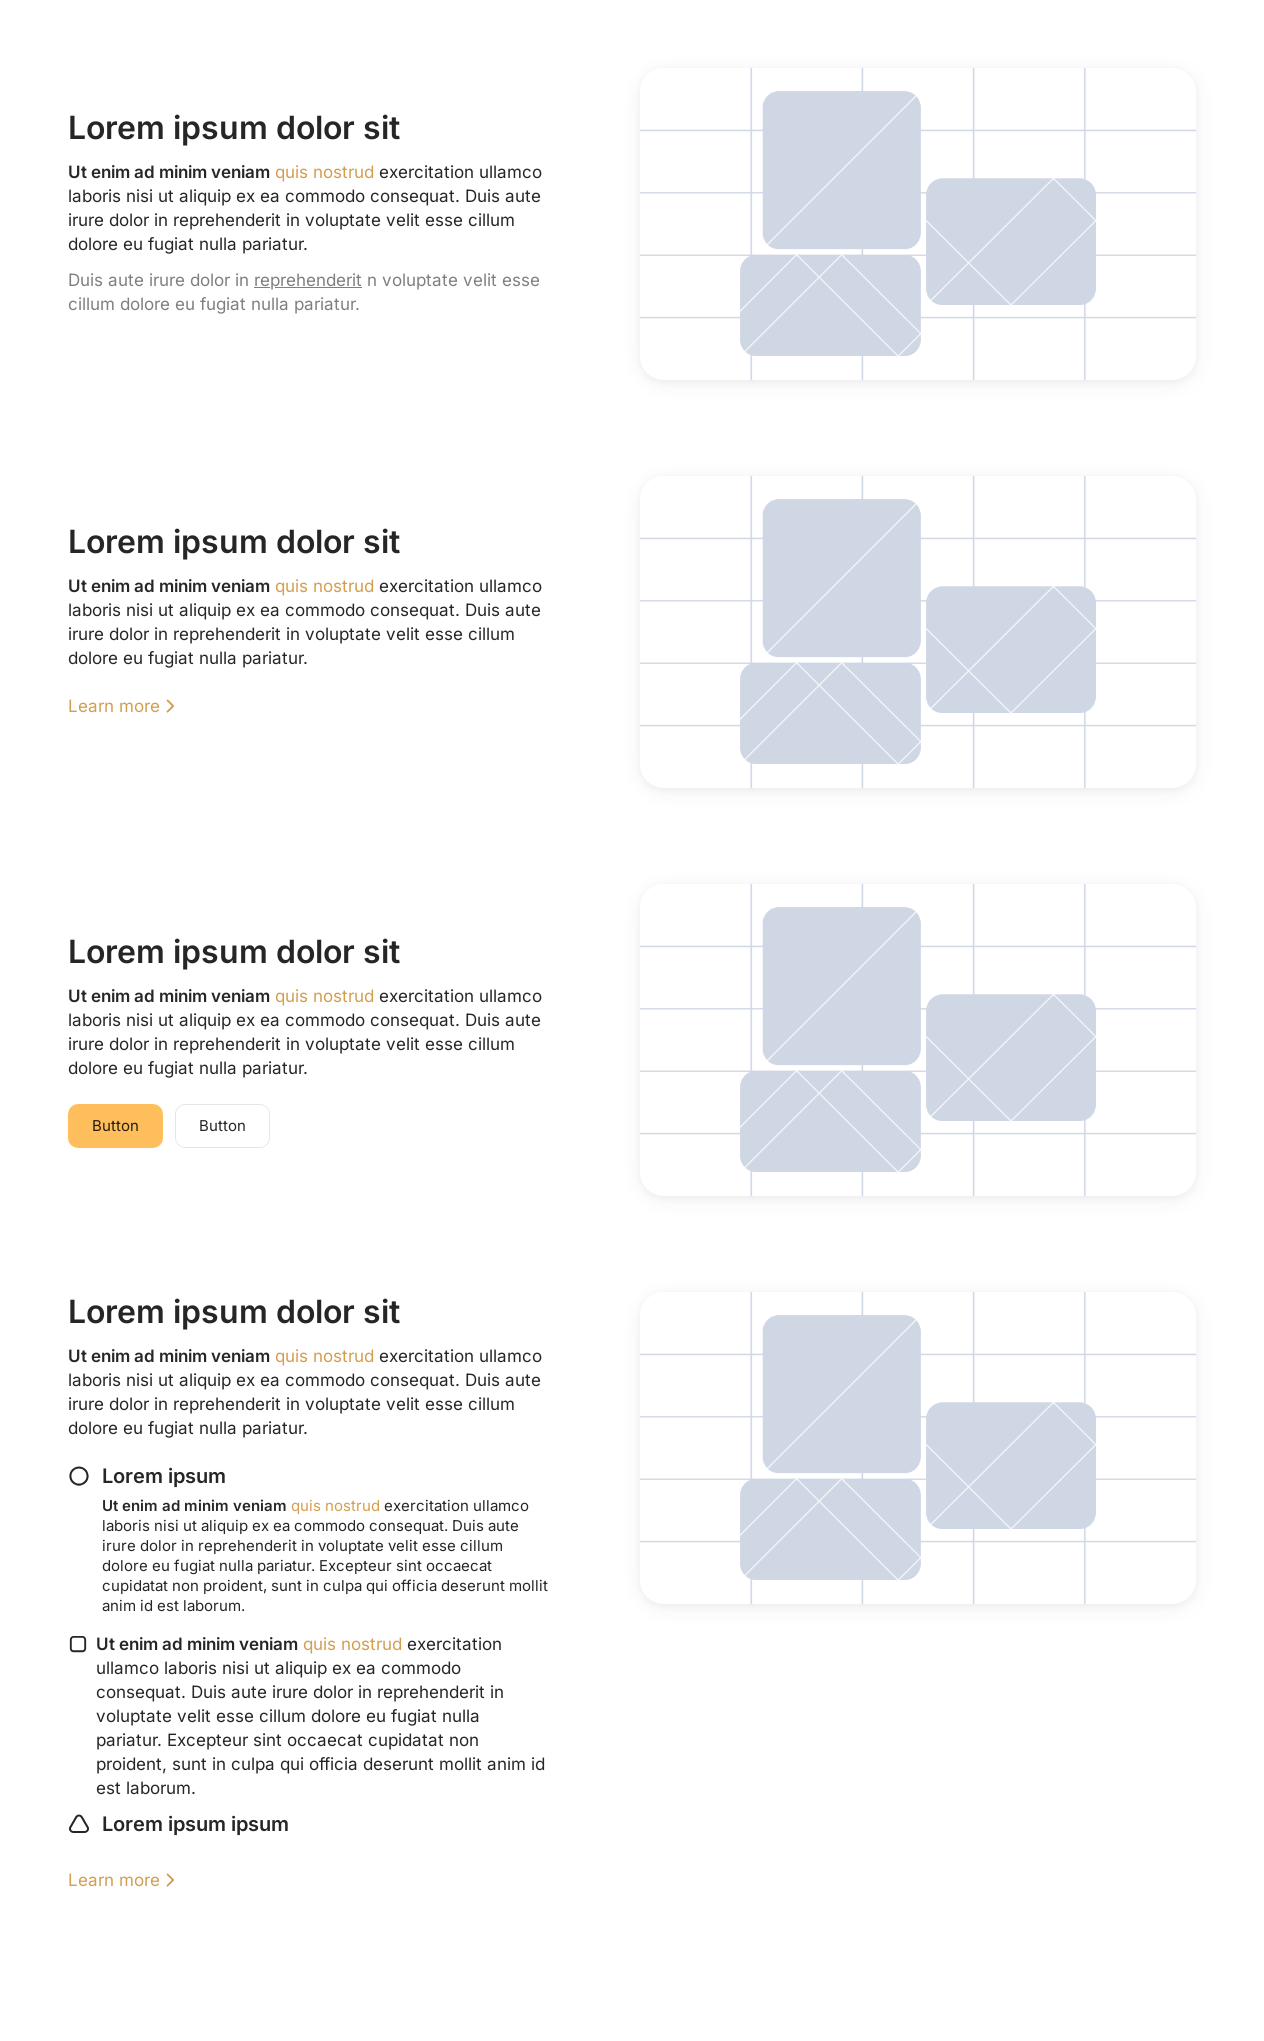 Lorem ipsum dolor sit
Ut enim ad minim veniam quis nostrud exercitation ullamco
laboris nisi ut aliquip ex ea commodo consequat. Duis aute
irure dolor in reprehenderit in voluptate velit esse cillum
dolore eu fugiat nulla pariatur.
Duis aute irure dolor in reprehenderit n voluptate velit esse
cillum dolore eu fugiat nulla pariatur.
Lorem ipsum dolor sit
Ut enim ad minim veniam quis nostrud exercitation ullamco
laboris nisi ut aliquip ex ea commodo consequat. Duis aute
irure dolor in reprehenderit in voluptate velit esse cillum
dolore eu fugiat nulla pariatur.
Learn more
Lorem ipsum dolor sit
Ut enim ad minim veniam quis nostrud exercitation ullamco
laboris nisi ut aliquip ex ea commodo consequat. Duis aute
irure dolor in reprehenderit in voluptate velit esse cillum
dolore eu fugiat nulla pariatur.
Button Button
Lorem ipsum dolor sit
Ut enim ad minim veniam quis nostrud exercitation ullamco
laboris nisi ut aliquip ex ea commodo consequat. Duis aute
irure dolor in reprehenderit in voluptate velit esse cillum
dolore eu fugiat nulla pariatur.
Lorem ipsum
Ut enim ad minim veniam quis nostrud exercitation ullamco
laboris nisi ut aliquip ex ea commodo consequat. Duis aute
irure dolor in reprehenderit in voluptate velit esse cillum
dolore eu fugiat nulla pariatur. Excepteur sint occaecat
cupidatat non proident, sunt in culpa qui officia deserunt mollit
anim id est laborum.
Ut enim ad minim veniam quis nostrud exercitation
ullamco laboris nisi ut aliquip ex ea commodo
consequat. Duis aute irure dolor in reprehenderit in
voluptate velit esse cillum dolore eu fugiat nulla
pariatur. Excepteur sint occaecat cupidatat non
proident, sunt in culpa qui officia deserunt mollit anim id
est laborum.
Lorem ipsum ipsum
Learn more